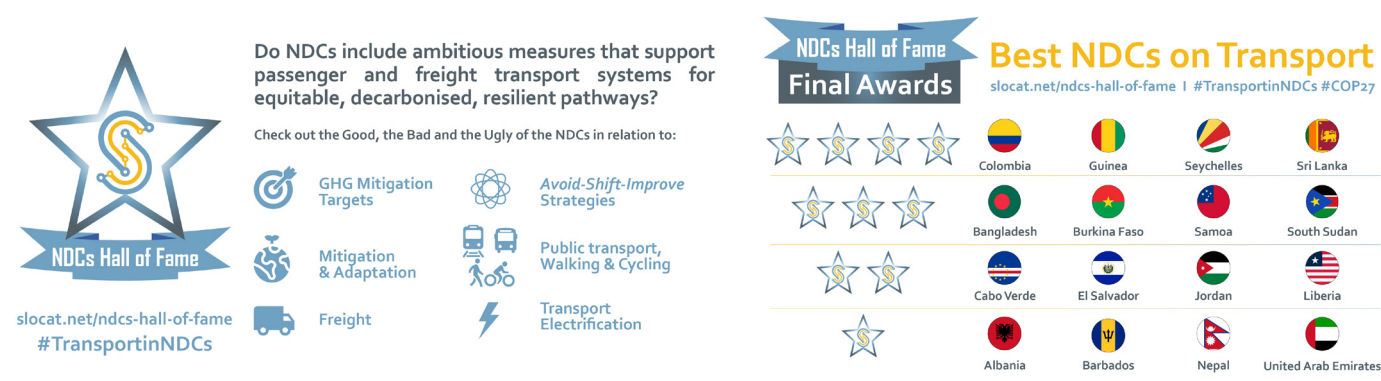 Do NDCs include ambitious measures that support
passenger and freight transport systems for
equitable, decarbonised, resilient pathways?
Check out the Good, the Bad and the Ugly of the NDCs in relation to:
GHG Mitigation
Targets
Avoid-Shift-Improve
Strategies
Mitigation
& Adaptation
Public transport,
Walking & Cycling
Freight
Transport
Electrification
S
NDCs Hall of Fame
slocat.net/ndcs-hall-of-fame
#TransportinNDCs
NDCs Hall of Fame
Final Awards
Best NDCs on Transport
slocat.net/ndcs-hall-of-fame I #TransportinNDCs #COP27
S S S S
Colombia Guinea Seychelles Sri Lanka
S S S
Bangladesh Burkina Faso Samoa South Sudan
S S
Cabo Verde El Salvador Jordan Liberia
S
Albania Barbados Nepal United Arab Emirates